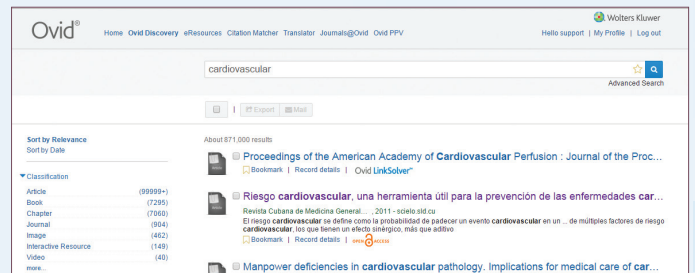 Wolters Kluwer
Ovid®
Home Ovid Discovery eResources Citation Matcher Translator Journals@Ovid Ovid PPV
Hello support | My Profile | Log out
cardiovascular
Advanced Search
Export Mail
Sort by Relevance
Sort by Date
Classification
Article (99999+)
Book (7295)
Chapter (7060)
Journal (904)
Image (462)
Interactive Resource (149)
Video (40)
more...
About 871,000 results
Proceedings of the American Academy of Cardiovascular Perfusion : Journal of the Proc...
Bookmark | Record details | Ovid LinkSolver™
Riesgo cardiovascular, una herramienta útil para la prevención de las enfermedades car...
Revista Cubana de Medicina General... , 2011 - scielo.sld.cu
El riesgo cardiovascular se define como la probabilidad de padecer un evento cardiovascular en un ... de múltiples factores de riesgo
cardiovascular, los que tienen un efecto sinérgico, más que aditivo
Bookmark | Record details | OPEN ACCESS
Manpower deficiencies in cardiovascular pathology. Implications for medical care of car...